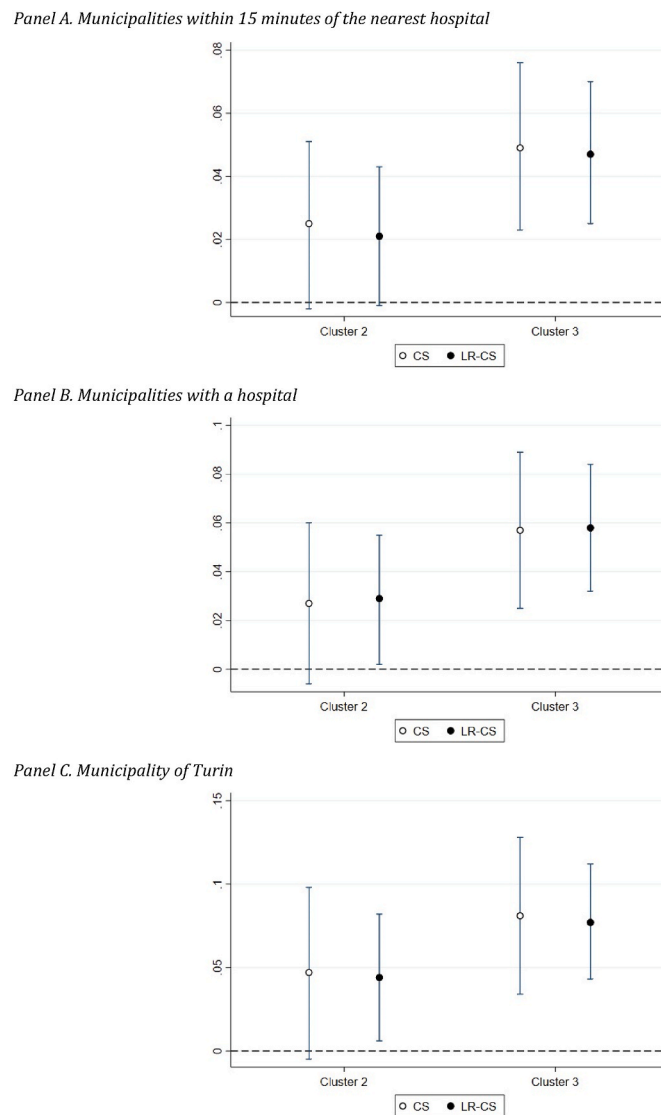 Panel A. Municipalities within 15 minutes of the nearest hospital
.08
.06
.04
.02
0
Cluster 2 Cluster 3
CS LR-CS
Panel B. Municipalities with a hospital
.1
.08
.06
.04
.02
0
Cluster 2 Cluster 3
CS LR-CS
Panel C. Municipality of Turin
.15
.1
.05
0
Cluster 2 Cluster 3
CS LR-CS